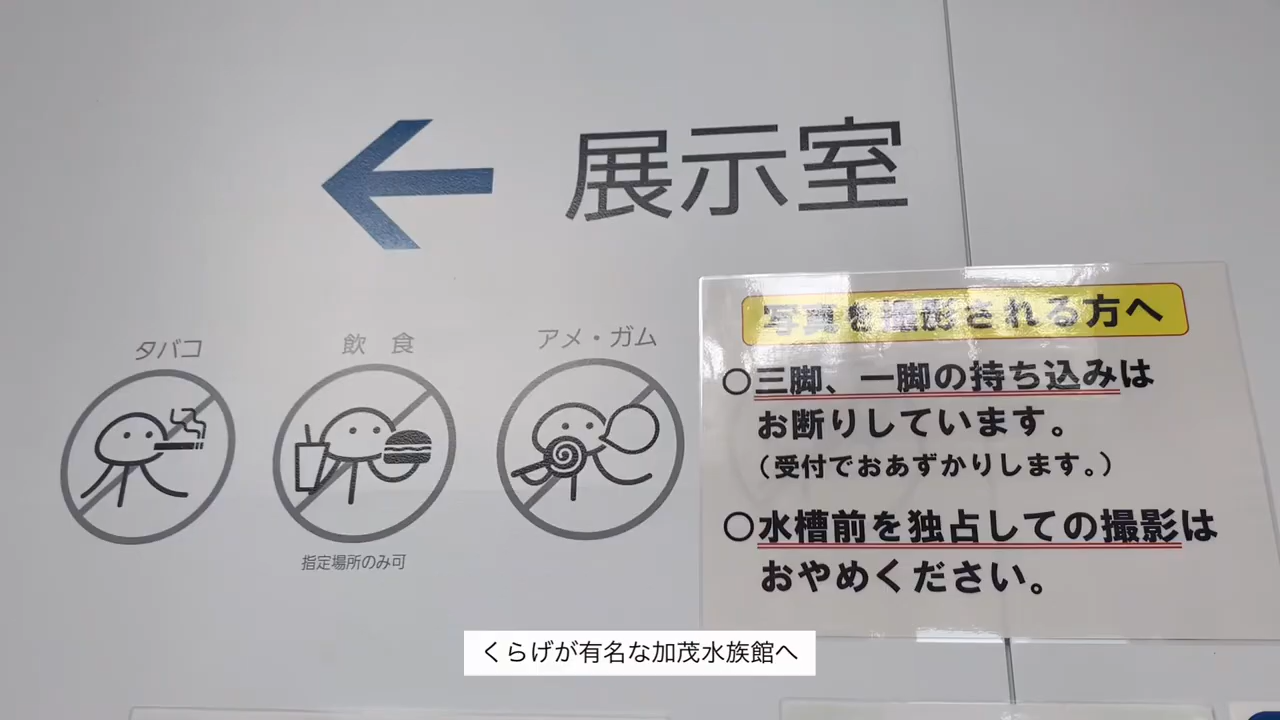 展示室
タバコ
飲食
アメ・ガム
指定場所のみ可
写真を撮影される方へ
○三脚、一脚の持ち込みは
お断りしています。
（受付でおあずかりします。）
○水槽前を独占しての撮影は
おやめください。
くらげが有名な加茂水族館へ